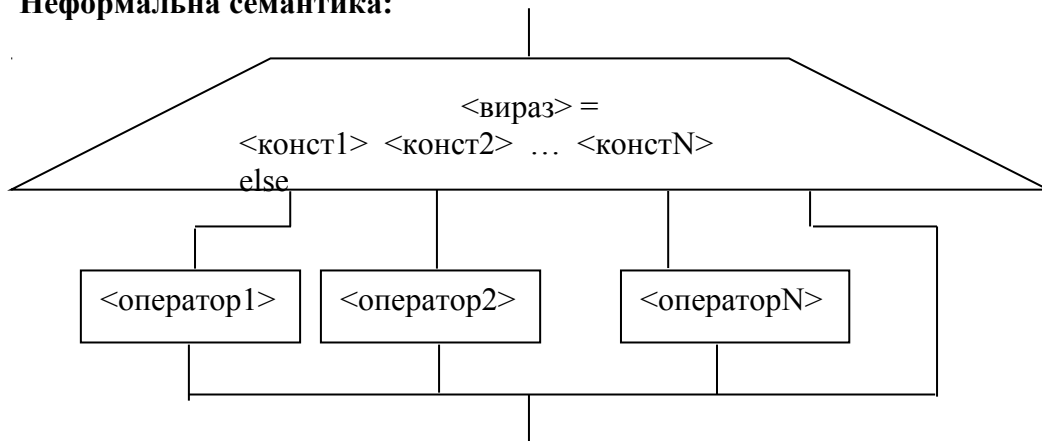 Неформальна семантика:
<вираз> =
<конст1> <конст2> … <констN>
else
<оператор1> <оператор2> <операторN>